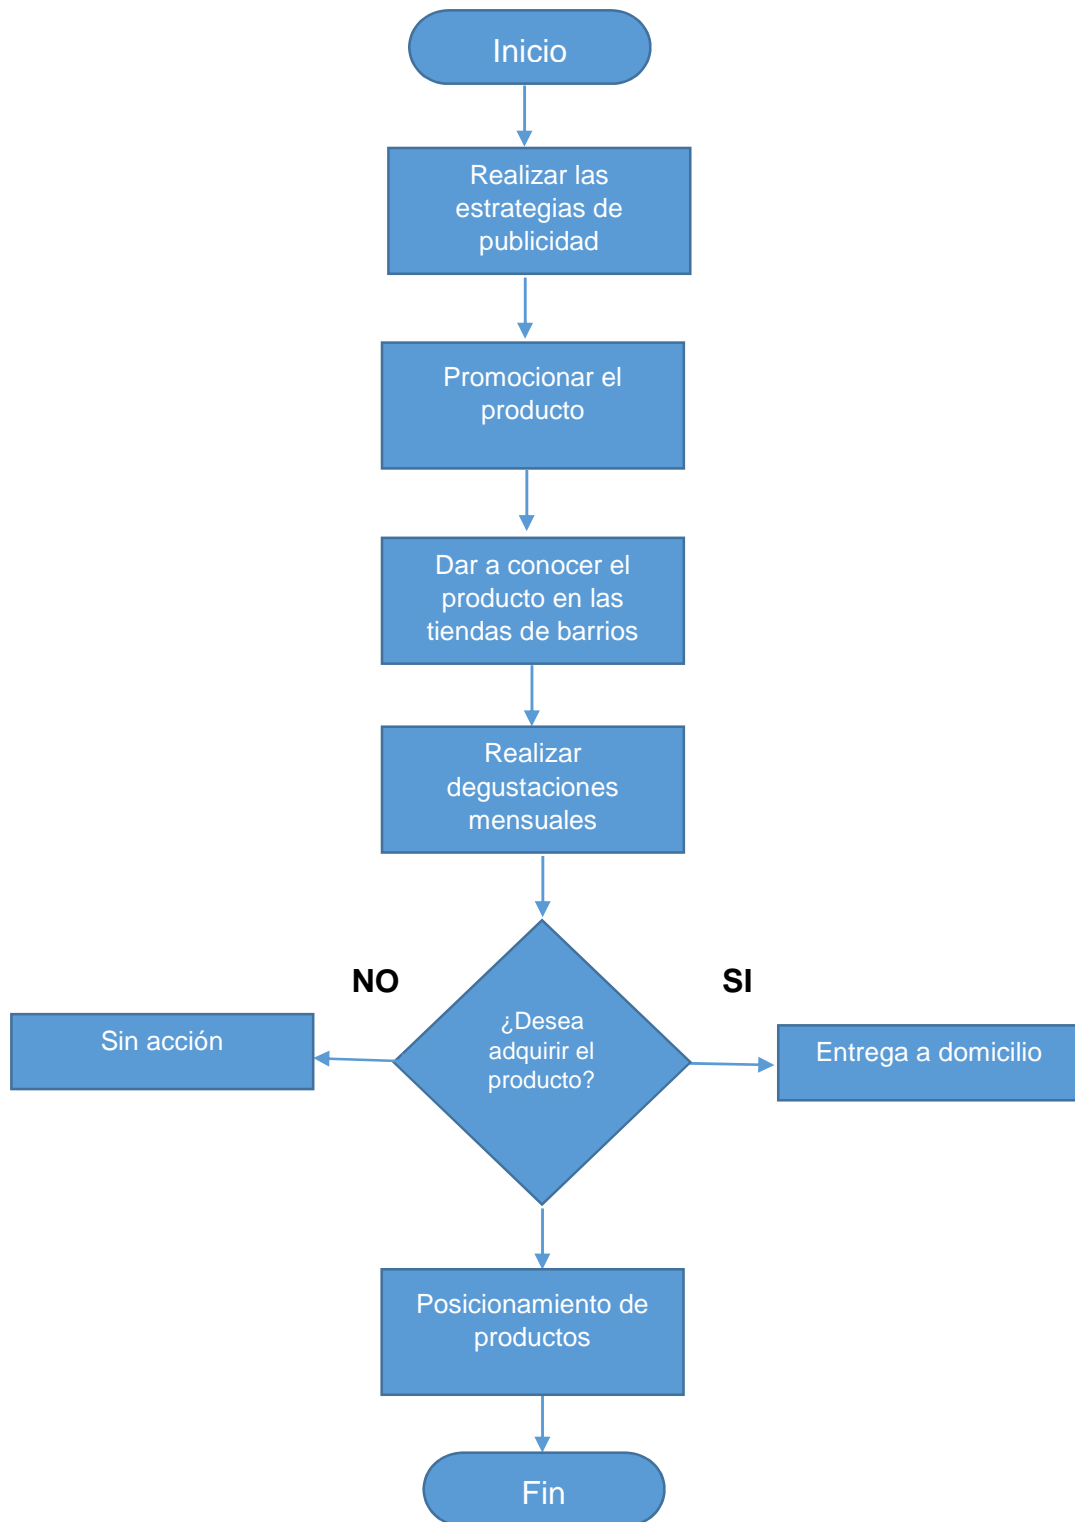 Inicio
Realizar las
estrategias de
publicidad
Promocionar el
producto
Dar a conocer el
producto en las
tiendas de barrios
Realizar
degustaciones
mensuales
NO
SI
¿Desea
adquirir el
producto?
Sin acción
Entrega a domicilio
Posicionamiento de
productos
Fin